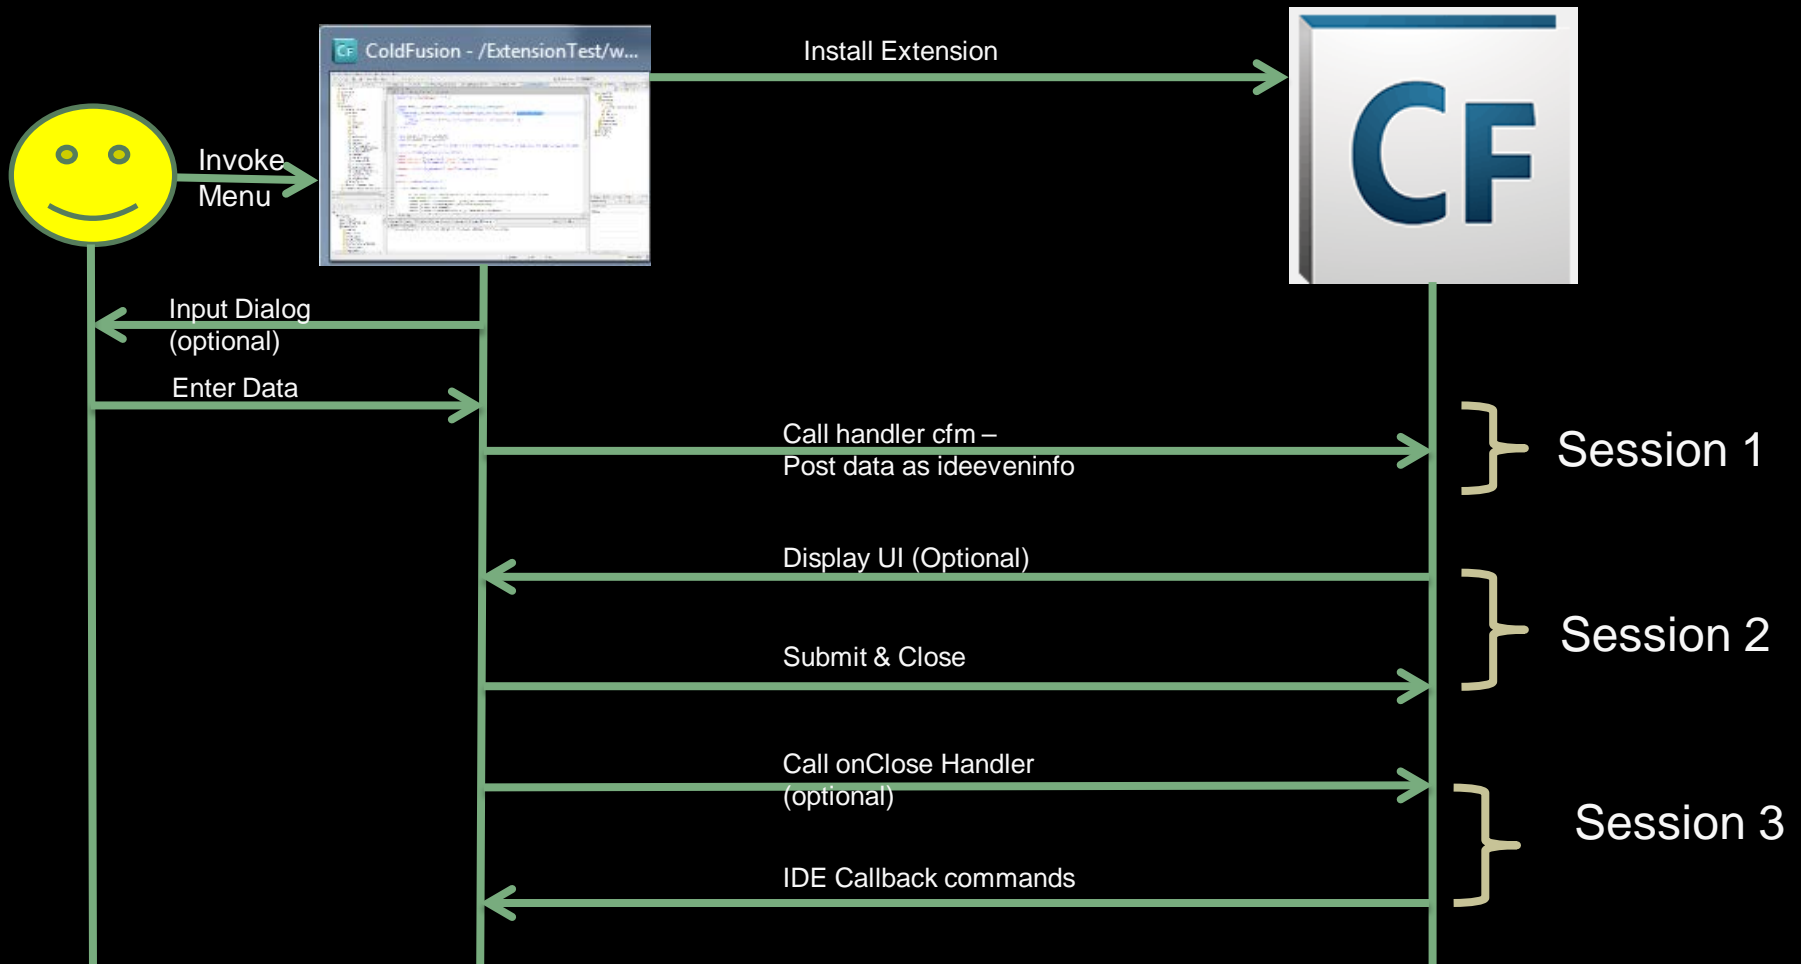 CF ColdFusion - /ExtensionTest/w...
Install Extension
CF
Invoke
Menu
Input Dialog
(optional)
Enter Data
Call handler cfm –
Post data as ideeveninfo
Session 1
Display UI (Optional)
Session 2
Submit & Close
Call onClose Handler
(optional)
Session 3
IDE Callback commands